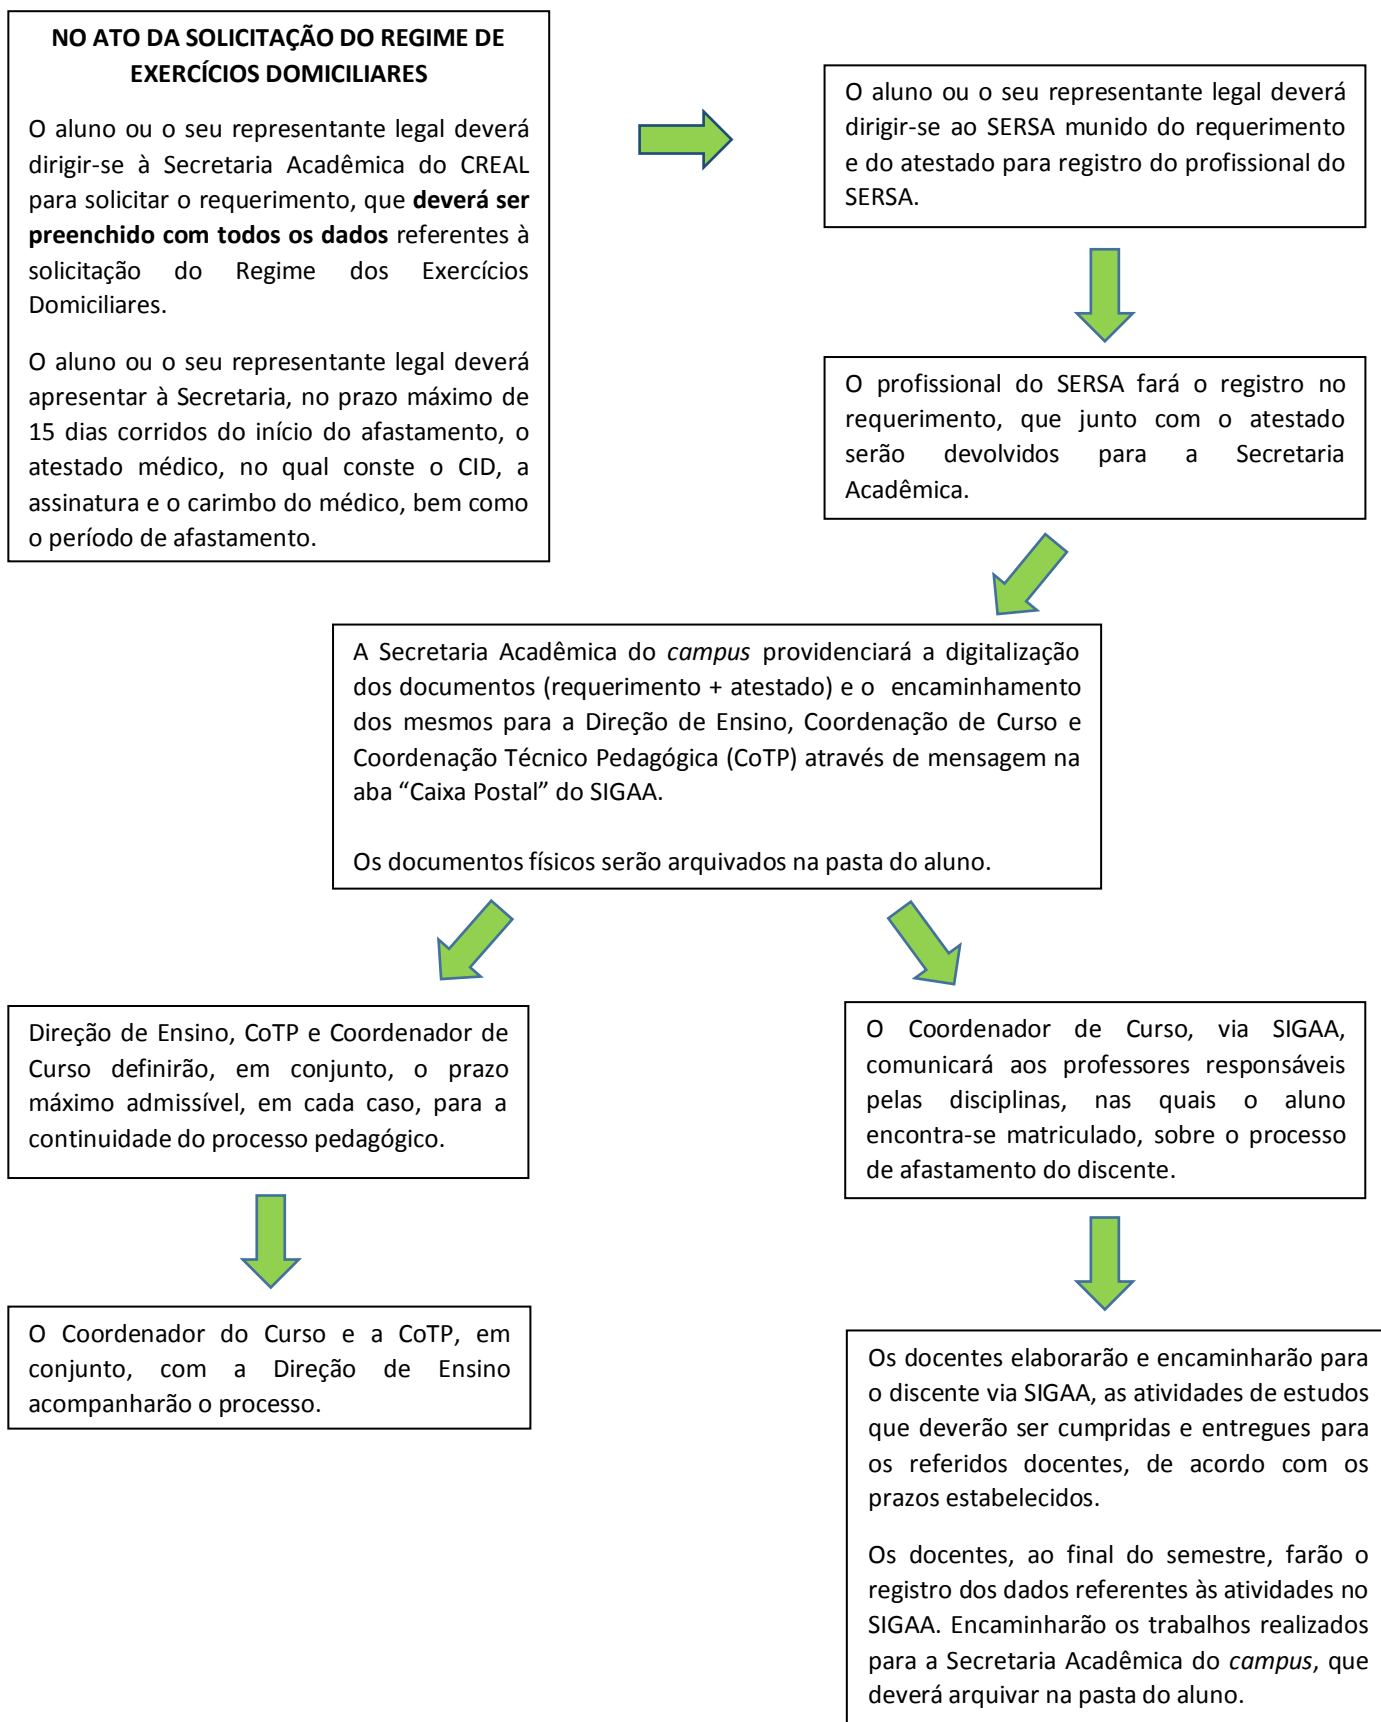 NO ATO DA SOLICITAÇÃO DO REGIME DE
EXERCÍCIOS DOMICILIARES
O aluno ou o seu representante legal deverá
dirigir-se à Secretaria Acadêmica do CREAL
para solicitar o requerimento, que deverá ser
preenchido com todos os dados referentes à
solicitação do Regime dos Exercícios
Domiciliares.
O aluno ou o seu representante legal deverá
apresentar à Secretaria, no prazo máximo de
15 dias corridos do início do afastamento, o
atestado médico, no qual conste o CID, a
assinatura e o carimbo do médico, bem como
o período de afastamento.
O aluno ou o seu representante legal deverá
dirigir-se ao SERSA munido do requerimento
e do atestado para registro do profissional do
SERSA.
O profissional do SERSA fará o registro no
requerimento, que junto com o atestado
serão devolvidos para a Secretaria
Acadêmica.
A Secretaria Acadêmica do campus providenciará a digitalização
dos documentos (requerimento + atestado) e o encaminhamento
dos mesmos para a Direção de Ensino, Coordenação de Curso e
Coordenação Técnico Pedagógica (CoTP) através de mensagem na
aba “Caixa Postal” do SIGAA.
Os documentos físicos serão arquivados na pasta do aluno.
Direção de Ensino, CoTP e Coordenador de
Curso definirão, em conjunto, o prazo
máximo admissível, em cada caso, para a
continuidade do processo pedagógico.
O Coordenador do Curso e a CoTP, em
conjunto, com a Direção de Ensino
acompanharão o processo.
O Coordenador de Curso, via SIGAA,
comunicará aos professores responsáveis
pelas disciplinas, nas quais o aluno
encontra-se matriculado, sobre o processo
de afastamento do discente.
Os docentes elaborarão e encaminharão para
o discente via SIGAA, as atividades de estudos
que deverão ser cumpridas e entregues para
os referidos docentes, de acordo com os
prazos estabelecidos.
Os docentes, ao final do semestre, farão o
registro dos dados referentes às atividades no
SIGAA. Encaminharão os trabalhos realizados
para a Secretaria Acadêmica do campus, que
deverá arquivar na pasta do aluno.